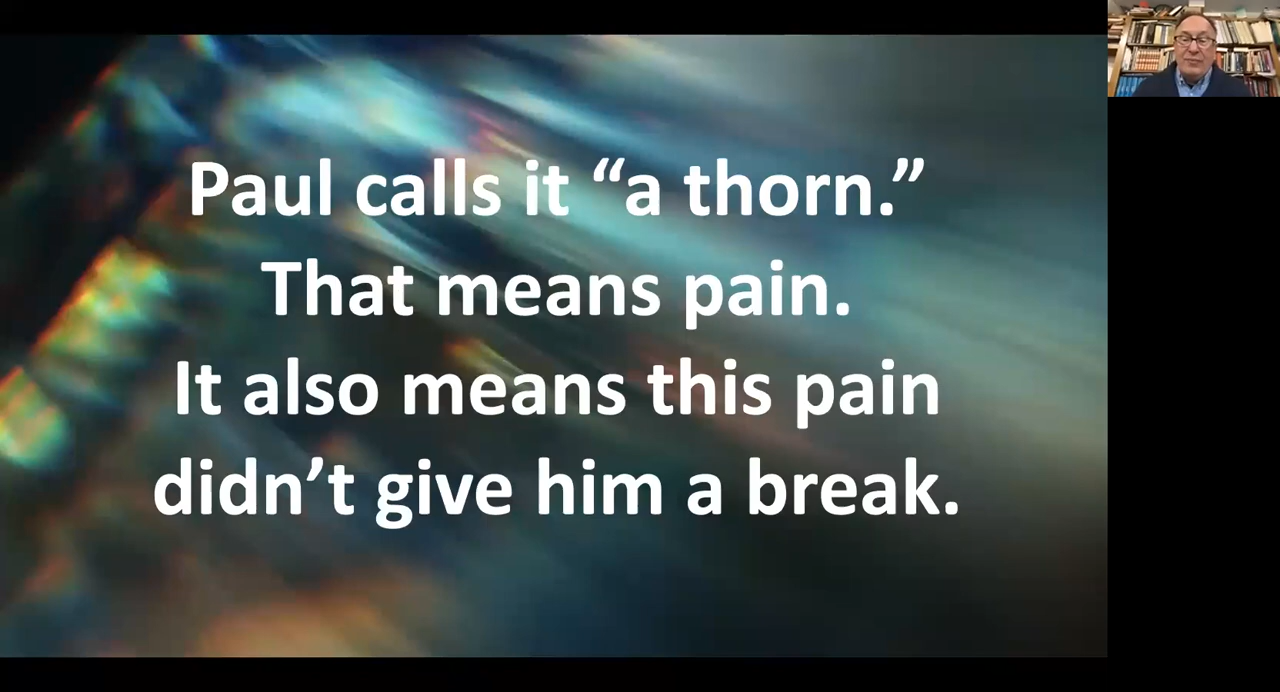 Paul calls it “a thorn.”
That means pain.
It also means this pain
didn’t give him a break.